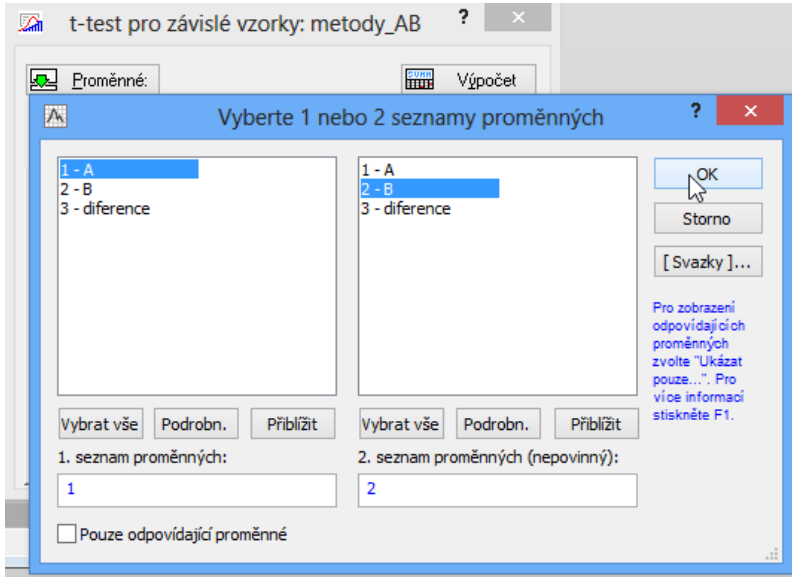 t-test pro závislé vzorky: metody_AB ? ×
Proměnné: SUMM Výpočet
Vyberte 1 nebo 2 seznamy proměnných ? ×
1 - A
2 - B
3 - diference
1 - A
2 - B
3 - diference
OK
Storno
[ Svazky ]...
Pro zobrazení
odpovídajících
proměnných
zvolte "Ukázat
pouze...". Pro
více informací
stiskněte F1.
Vybrat vše Podrobn. Přiblížit Vybrat vše Podrobn. Přiblížit
1. seznam proměnných: 2. seznam proměnných (nepovinný):
1 2
Pouze odpovídající proměnné